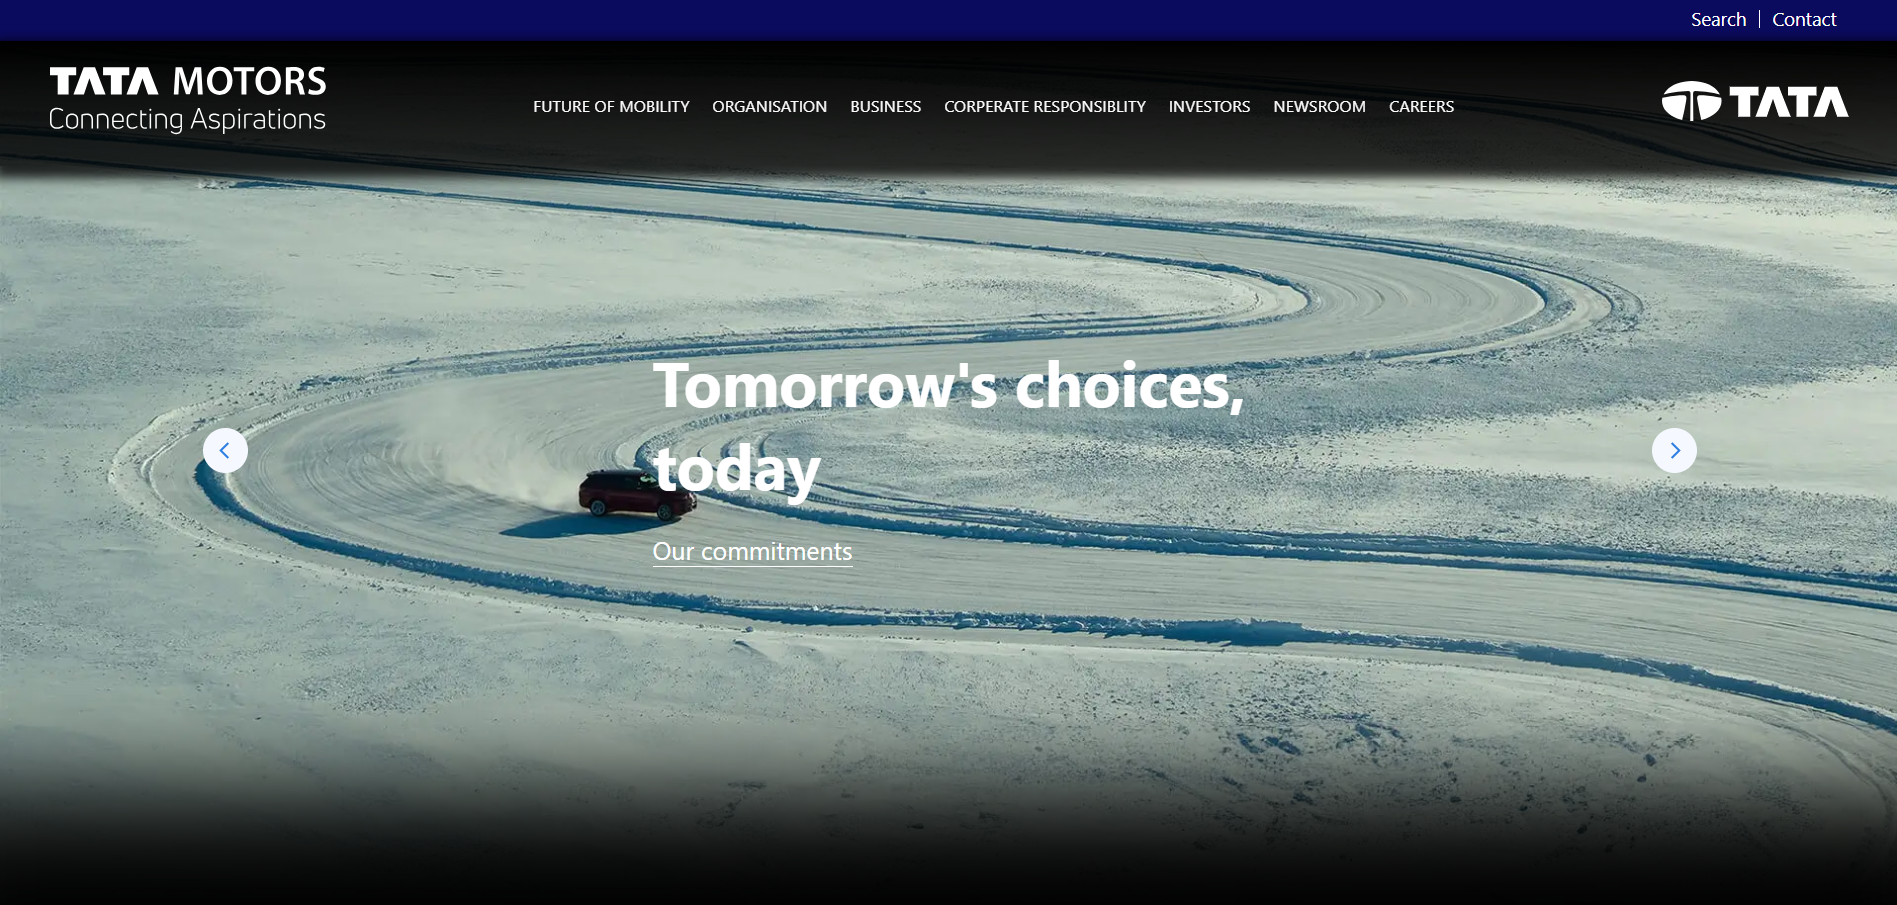 Search | Contact
TATA MOTORS
Connecting Aspirations
FUTURE OF MOBILITY ORGANISATION BUSINESS CORPERATE RESPONSIBLITY INVESTORS NEWSROOM CAREERS
TATA
Tomorrow's choices,
today
Our commitments